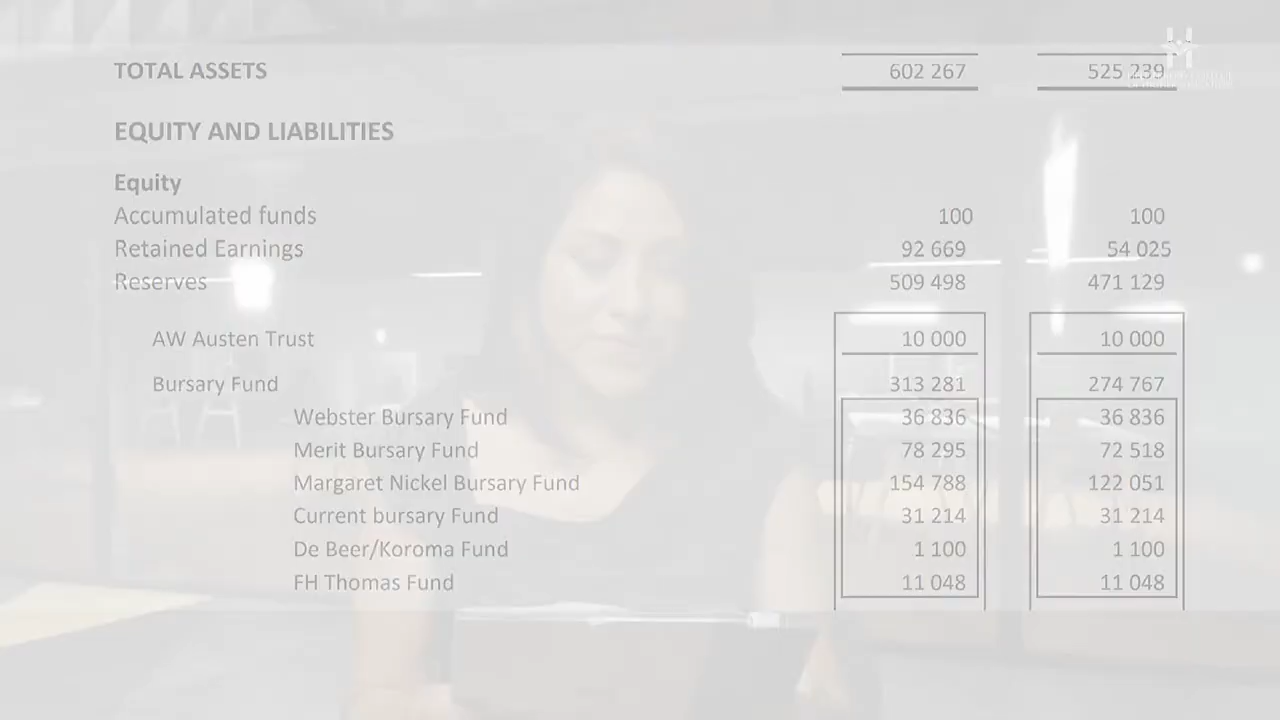 TOTAL ASSETS 602 267 525 239
EQUITY AND LIABILITIES
Equity
Accumulated funds 100 100
Retained Earnings 92 669 54 025
Reserves 509 498 471 129
AW Austen Trust 10 000 10 000
Bursary Fund 313 281 274 767
Webster Bursary Fund 36 836 36 836
Merit Bursary Fund 78 295 72 518
Margaret Nickel Bursary Fund 154 788 122 051
Current bursary Fund 31 214 31 214
De Beer/Koroma Fund 1 100 1 100
FH Thomas Fund 11 048 11 048